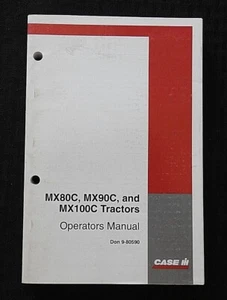 MX80C, MX90C, and
MX100C Tractors
Operators Manual
Don 9-80590
CASE IH